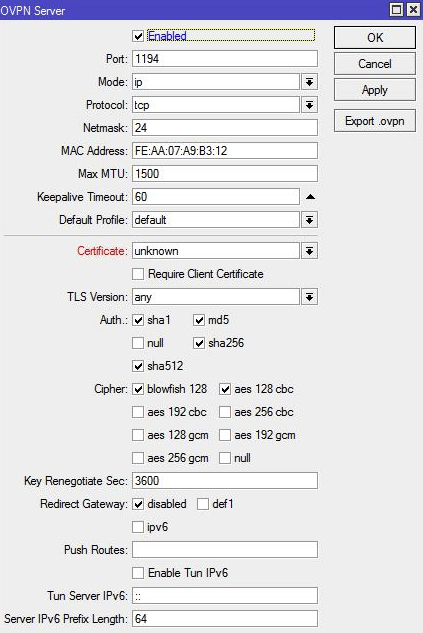 OVPN Server
Enabled
OK
Port: 1194
Cancel
Mode: ip
Apply
Protocol: tcp
Netmask: 24
Export .ovpn
MAC Address: FE:AA:07:A9:B3:12
Max MTU: 1500
Keepalive Timeout: 60
Default Profile: default
Certificate: unknown
Require Client Certificate
TLS Version: any
Auth.: sha1 md5
null sha256
sha512
Cipher: blowfish 128 aes 128 cbc
aes 192 cbc aes 256 cbc
aes 128 gcm aes 192 gcm
aes 256 gcm null
Key Renegotiate Sec: 3600
Redirect Gateway: disabled def1
ipv6
Push Routes:
Enable Tun IPv6
Tun Server IPv6: ::
Server IPv6 Prefix Length: 64